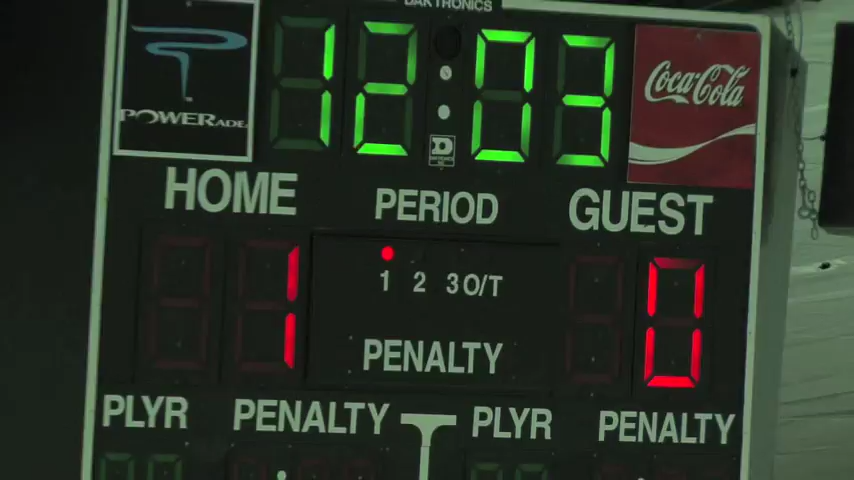 DAKTRONICS
POWERADE
12:03
Coca-Cola
HOME PERIOD GUEST
1 1 2 3 O/T 0
PENALTY
PLYR PENALTY PLYR PENALTY